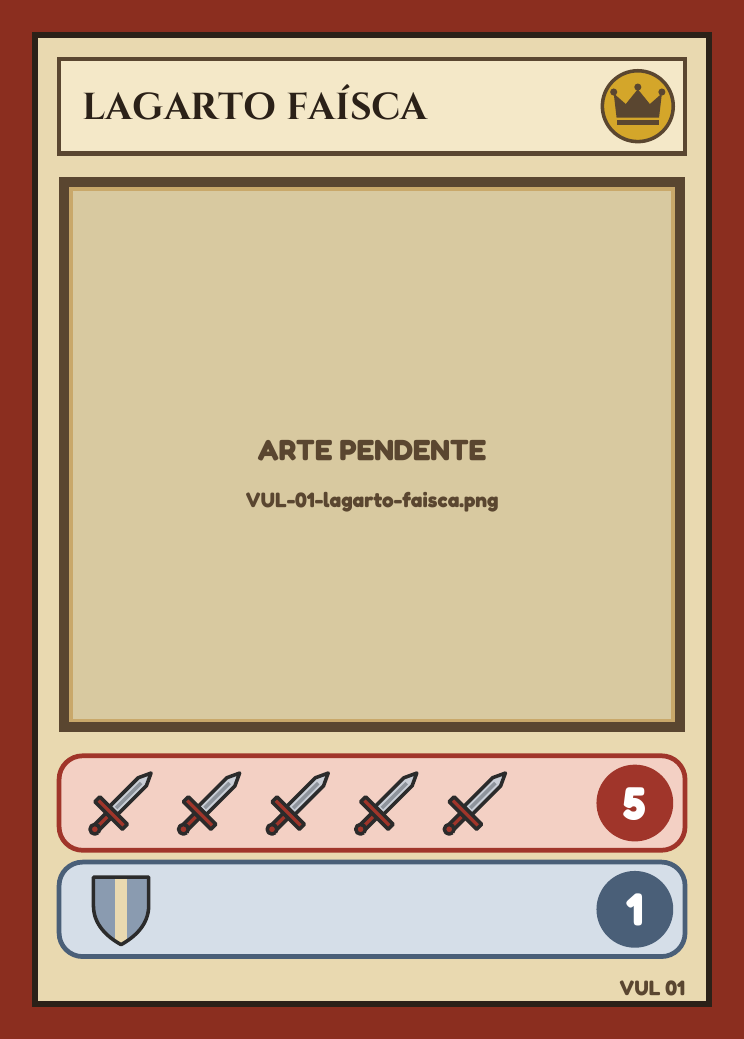 LAGARTO FAÍSCA
ARTE PENDENTE
VUL-01-lagarto-faisca.png
5
1
VUL 01